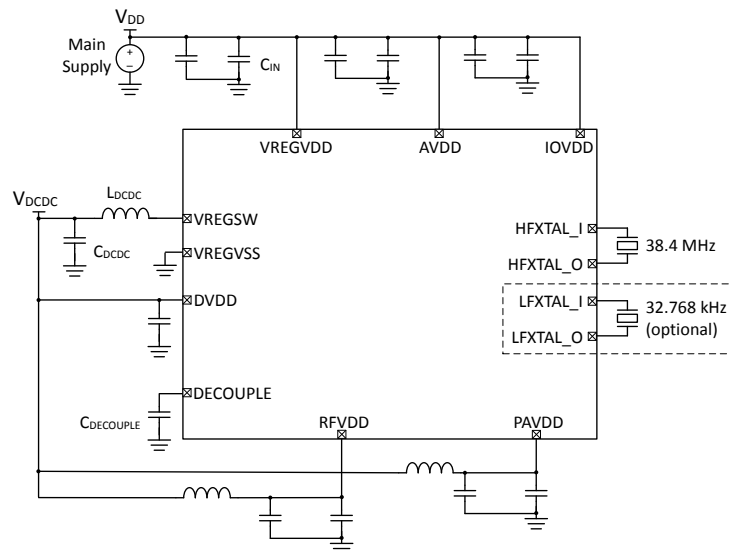 VDD
Main
Supply
+
−
CIN
VREGVDD
AVDD
IOVDD
VDCDC
LDCDC
CDCDC
VREGSW
VREGVSS
DVDD
DECOUPLE
CDECOUPLE
HFXTAL_I
HFXTAL_O
38.4 MHz
LFXTAL_I
LFXTAL_O
32.768 kHz
(optional)
RFVDD
PAVDD